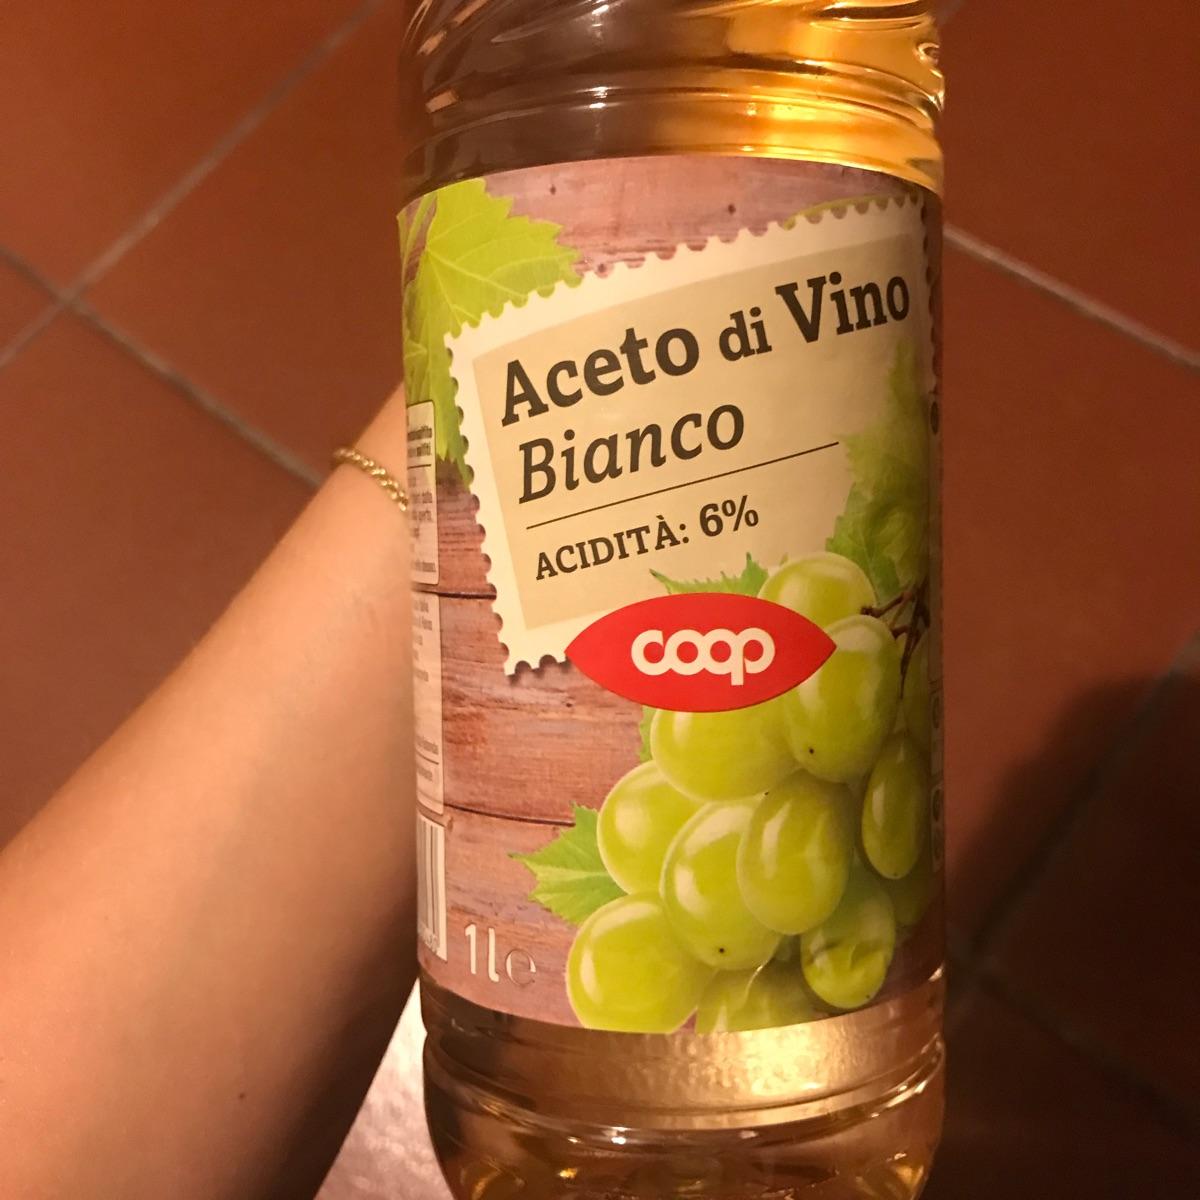 Aceto di Vino
Bianco
ACIDITÀ: 6%
coop
1l e